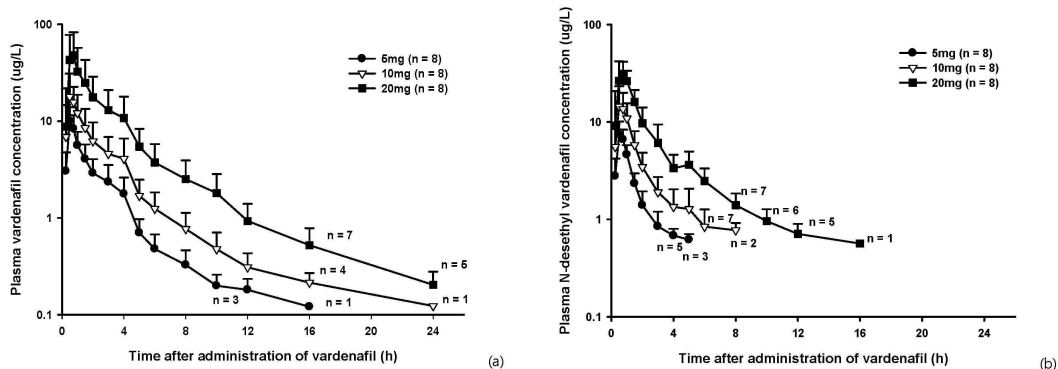 100
10
1
0.1
Plasma vardenafil concentration (ug/L)
5mg (n = 8)
10mg (n = 8)
20mg (n = 8)
n = 7
n = 5
n = 4
n = 3
n = 1
n = 1
0 4 8 12 16 20 24
Time after administration of vardenafil (h)
(a)
100
10
1
0.1
Plasma N-desethyl vardenafil concentration (ug/L)
5mg (n = 8)
10mg (n = 8)
20mg (n = 8)
n = 7
n = 6
n = 7
n = 5
n = 2
n = 5
n = 3
n = 1
0 4 8 12 16 20 24
Time after administration of vardenafil (h)
(b)